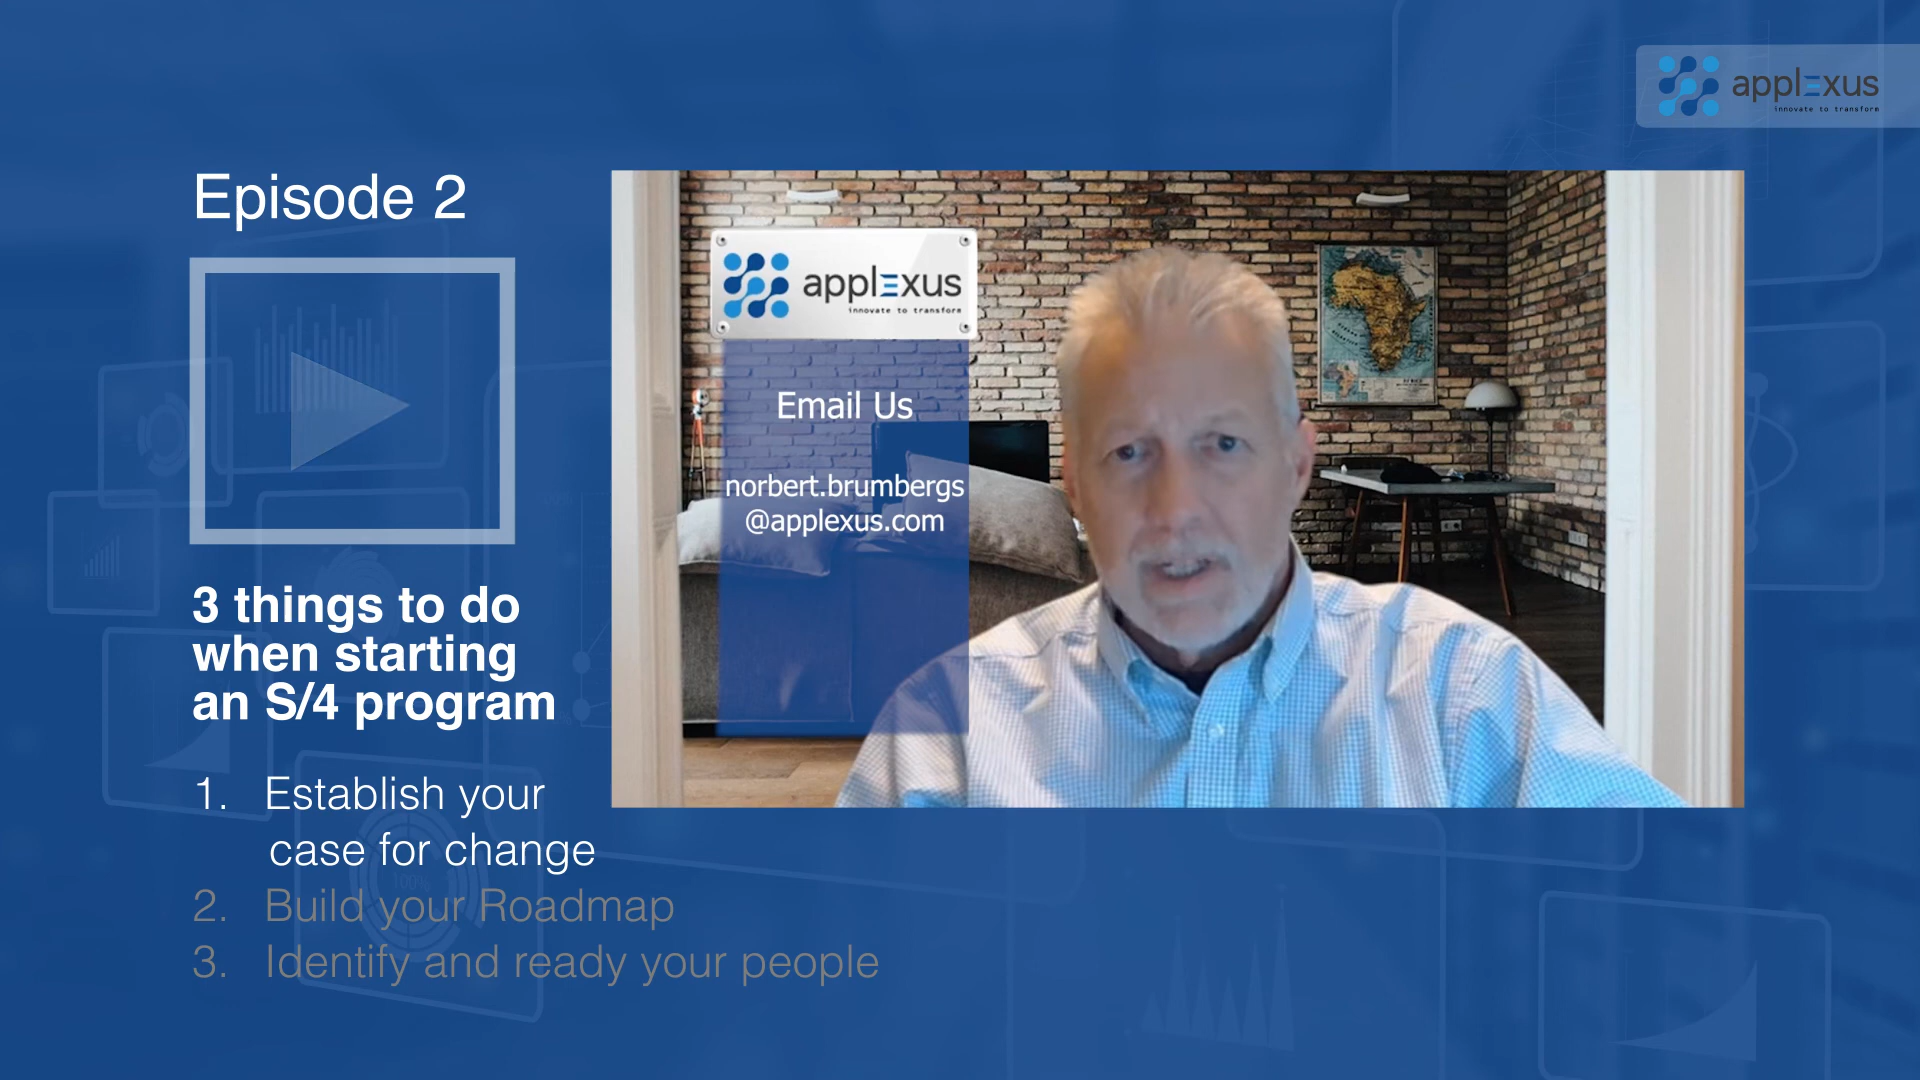 applexus
innovate to transform
Episode 2
applexus
innovate to transform
Email Us
norbert.brumbergs
@applexus.com
3 things to do
when starting
an S/4 program
1. Establish your
case for change
2. Build your Roadmap
3. Identify and ready your people
100%